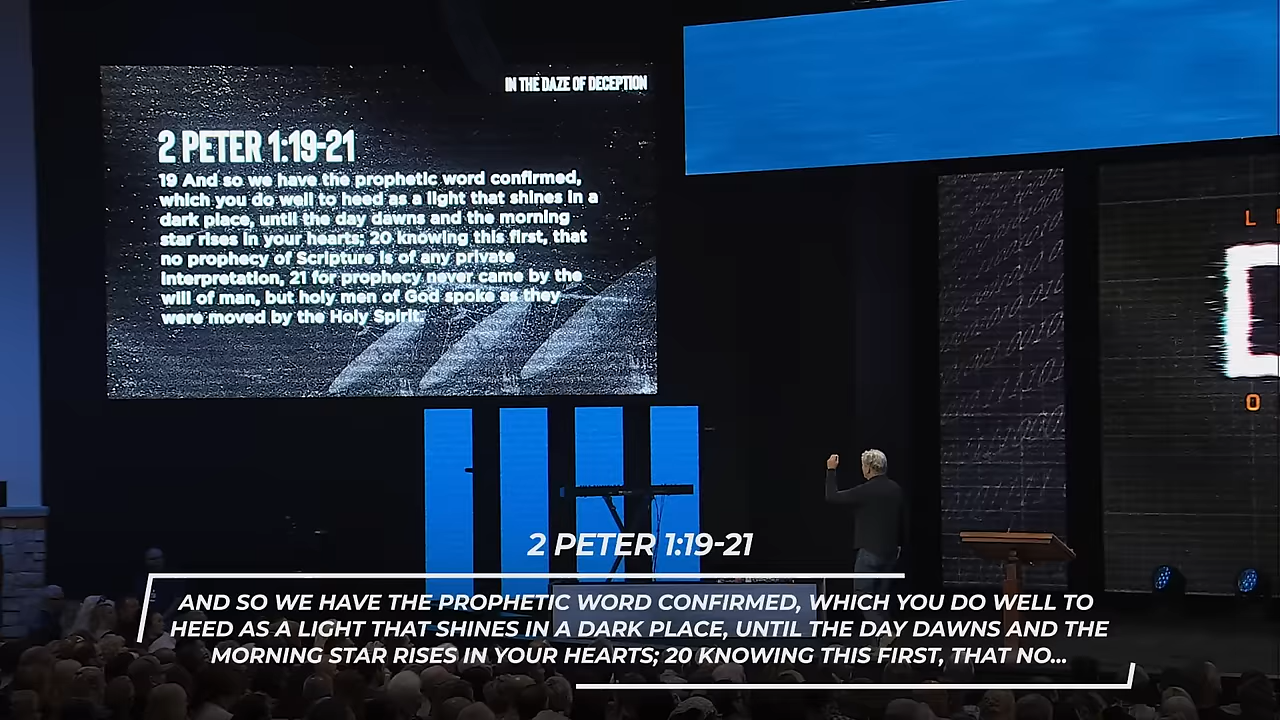 IN THE DAZE OF DECEPTION
2 PETER 1:19-21
19 And so we have the prophetic word confirmed,
which you do well to heed as a light that shines in a
dark place, until the day dawns and the morning
star rises in your hearts; 20 knowing this first, that
no prophecy of Scripture is of any private
interpretation, 21 for prophecy never came by the
will of man, but holy men of God spoke as they
were moved by the Holy Spirit.
L
O
2 PETER 1:19-21
AND SO WE HAVE THE PROPHETIC WORD CONFIRMED, WHICH YOU DO WELL TO
HEED AS A LIGHT THAT SHINES IN A DARK PLACE, UNTIL THE DAY DAWNS AND THE
MORNING STAR RISES IN YOUR HEARTS; 20 KNOWING THIS FIRST, THAT NO...